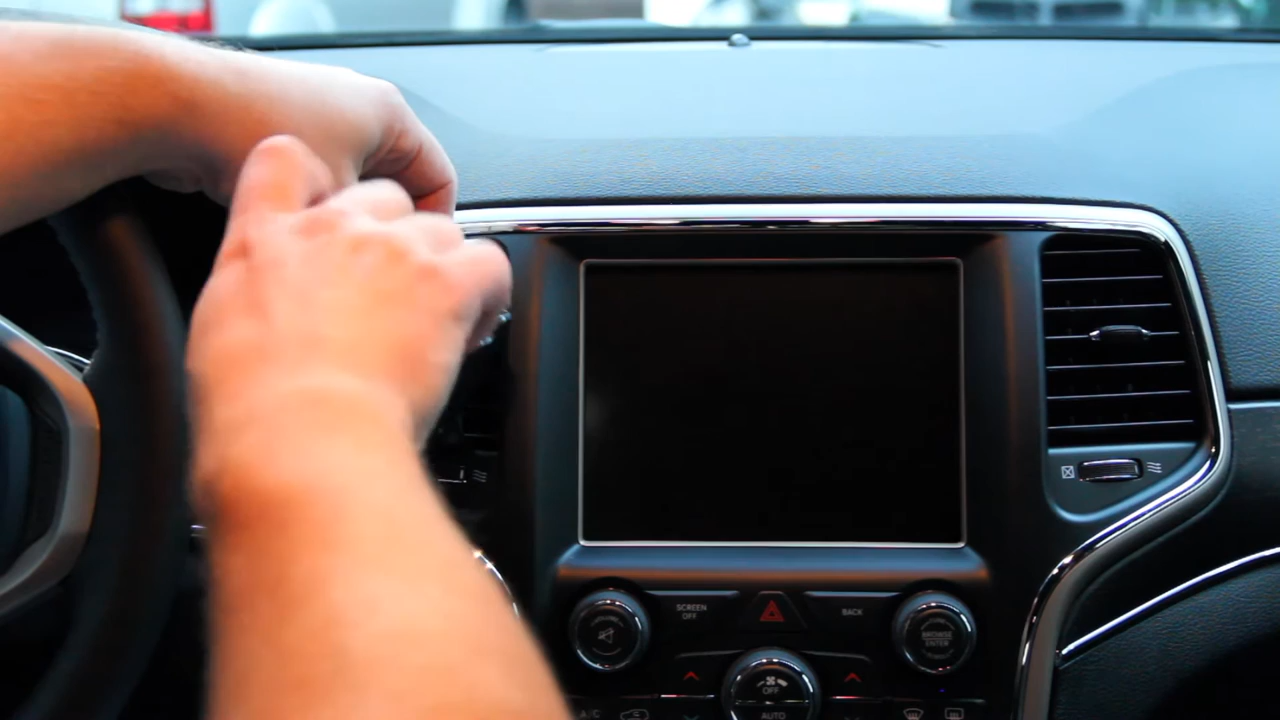 SCREEN
OFF
BACK
BROWSE
ENTER
OFF
AUTO
A/C